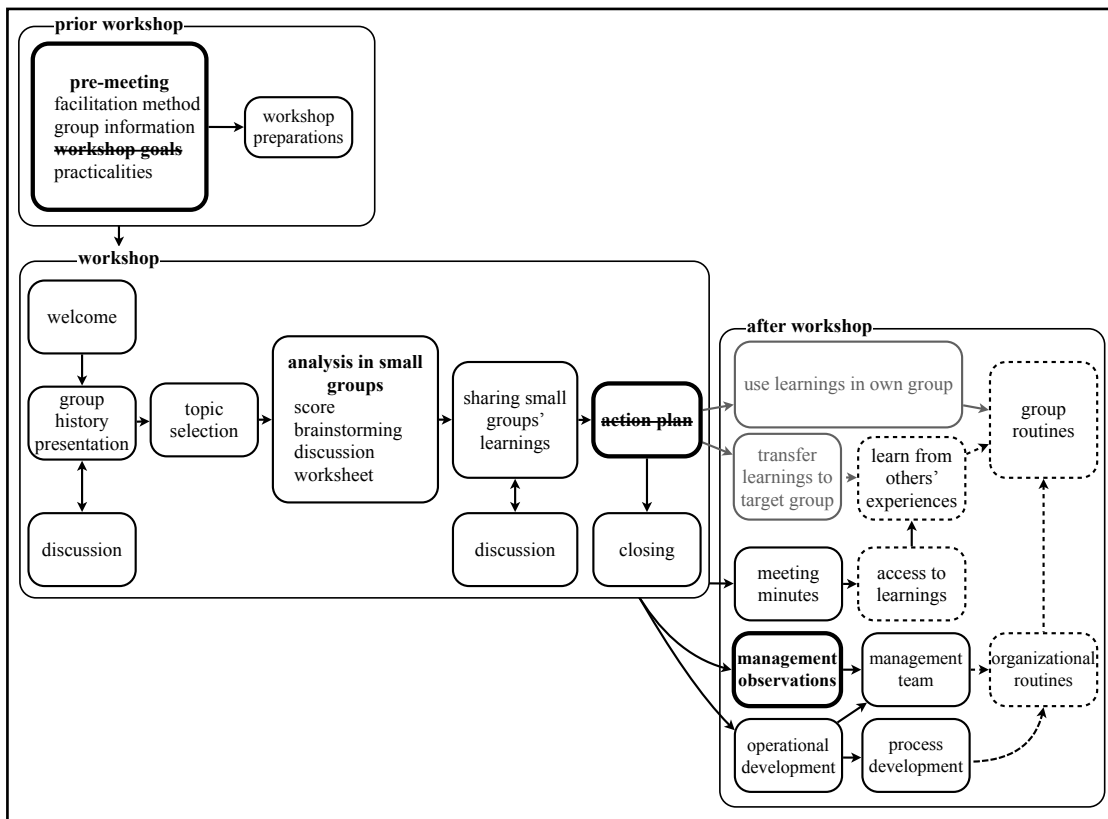 prior workshop
pre-meeting
facilitation method
group information
workshop goals
practicalities
workshop
preparations
workshop
welcome
group
history
presentation
discussion
topic
selection
analysis in small
groups
score
brainstorming
discussion
worksheet
sharing small
groups’
learnings
discussion
action plan
closing
after workshop
use learnings in own group
group
routines
transfer
learnings to
target group
learn from
others’
experiences
meeting
minutes
access to
learnings
management
observations
management
team
organizational
routines
operational
development
process
development